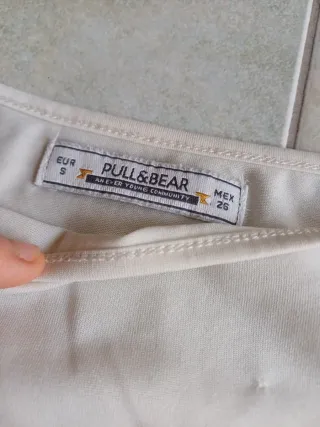 EUR
S
PULL&BEAR
AN EVER YOUNG COMMUNITY
MEX
26